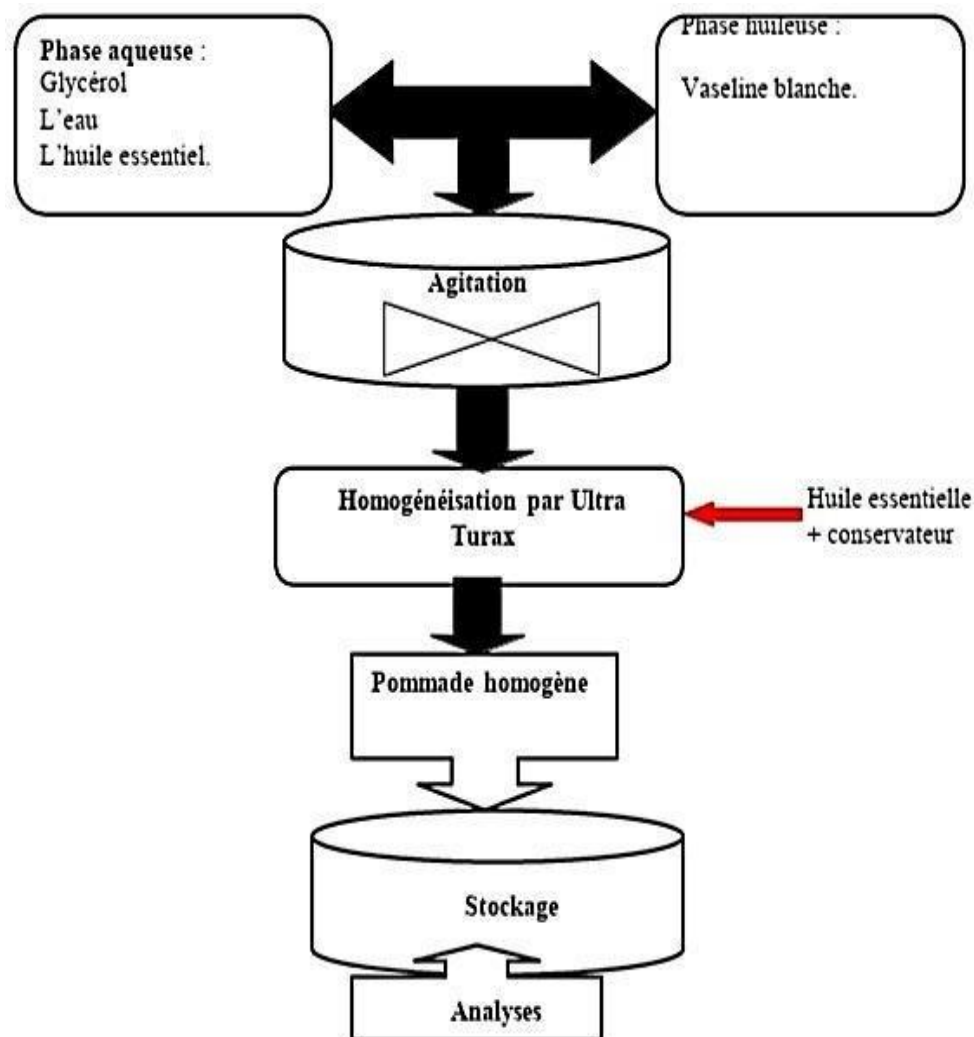 Phase aqueuse :
Glycérol
L'eau
L'huile essentiel.
Phase huileuse :
Vaseline blanche.
Agitation
Homogénéisation par Ultra
Turax
Huile essentielle
+ conservateur
Pommade homogène
Stockage
Analyses